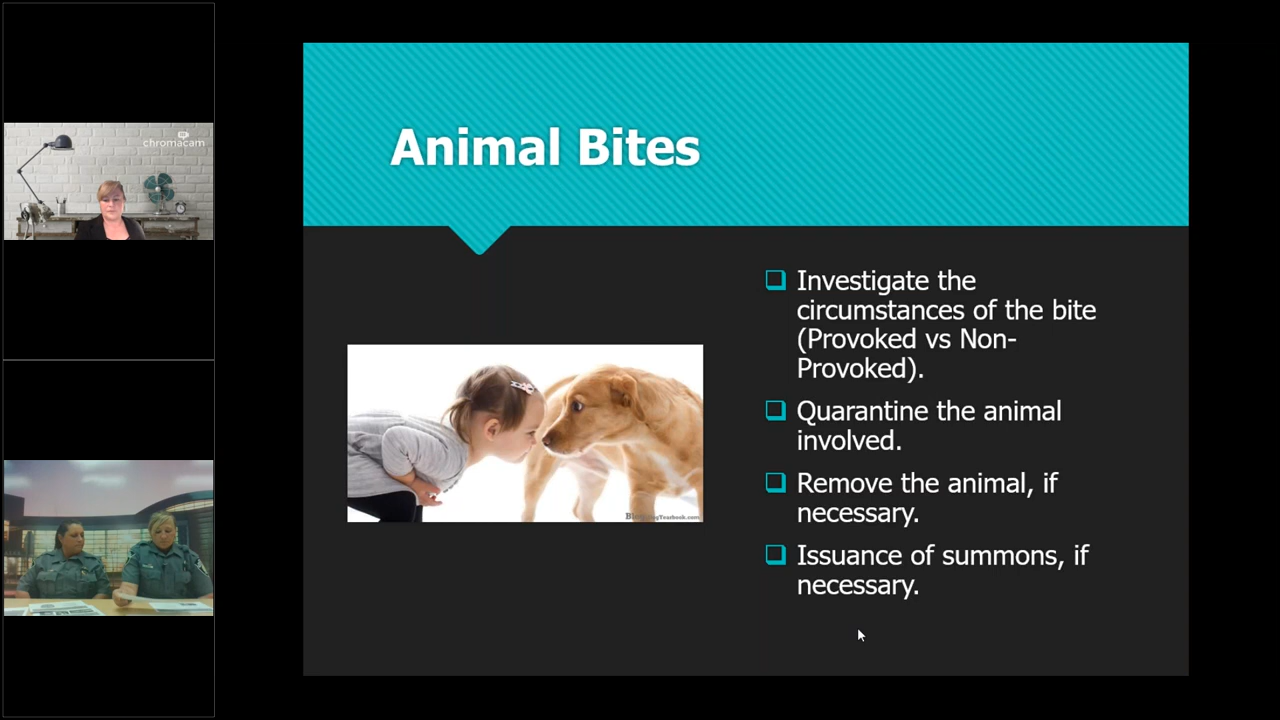 chromacam
Animal Bites
Investigate the
circumstances of the bite
(Provoked vs Non-
Provoked).
Quarantine the animal
involved.
Remove the animal, if
necessary.
Issuance of summons, if
necessary.